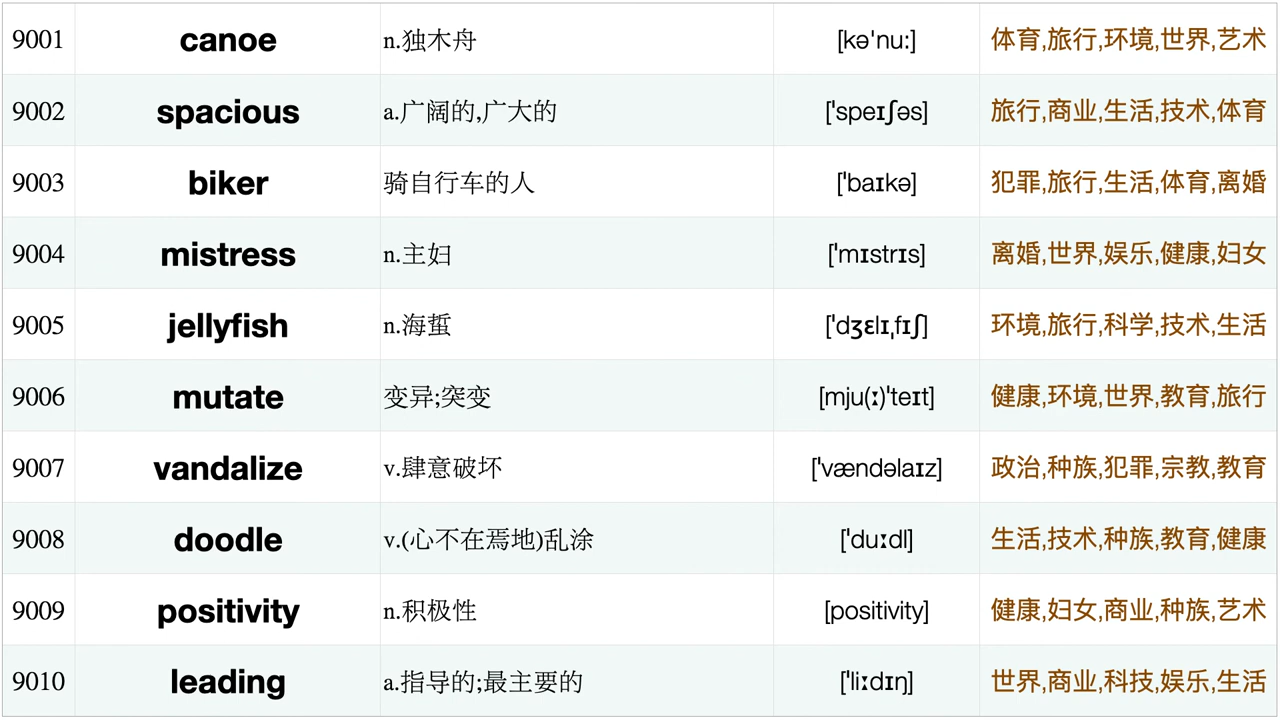 9001 canoe n.独木舟 [kə'nu:] 体育,旅行,环境,世界,艺术
9002 spacious a.广阔的,广大的 ['speɪʃəs] 旅行,商业,生活,技术,体育
9003 biker 骑自行车的人 ['baɪkə] 犯罪,旅行,生活,体育,离婚
9004 mistress n.主妇 ['mɪstrɪs] 离婚,世界,娱乐,健康,妇女
9005 jellyfish n.海蜇 ['dʒɛlɪˌfɪʃ] 环境,旅行,科学,技术,生活
9006 mutate 变异;突变 [mju(ː)'teɪt] 健康,环境,世界,教育,旅行
9007 vandalize v.肆意破坏 ['vændəlaɪz] 政治,种族,犯罪,宗教,教育
9008 doodle v.(心不在焉地)乱涂 ['duːdl] 生活,技术,种族,教育,健康
9009 positivity n.积极性 [positivity] 健康,妇女,商业,种族,艺术
9010 leading a.指导的;最主要的 ['liːdɪŋ] 世界,商业,科技,娱乐,生活